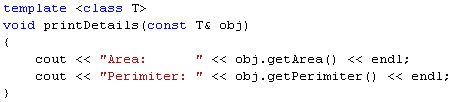 template <class T>
void printDetails(const T& obj)
{
    cout << "Area:      " << obj.getArea() << endl;
    cout << "Perimiter: " << obj.getPerimiter() << endl;
}